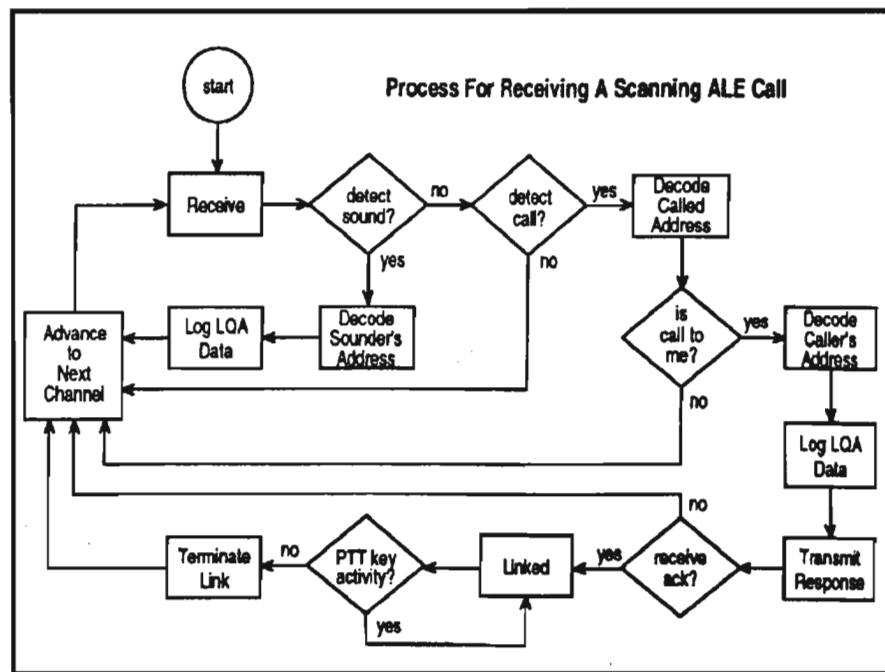 start
Process For Receiving A Scanning ALE Call
Receive
detect
sound?
no
detect
call?
yes
Decode
Called
Address
yes
no
Advance
to
Next
Channel
Log LQA
Data
Decode
Sounder's
Address
is
call to
me?
yes
Decode
Caller's
Address
no
Log LQA
Data
no
Terminate
Link
no
PTT key
activity?
yes
Linked
yes
receive
ack?
Transmit
Response